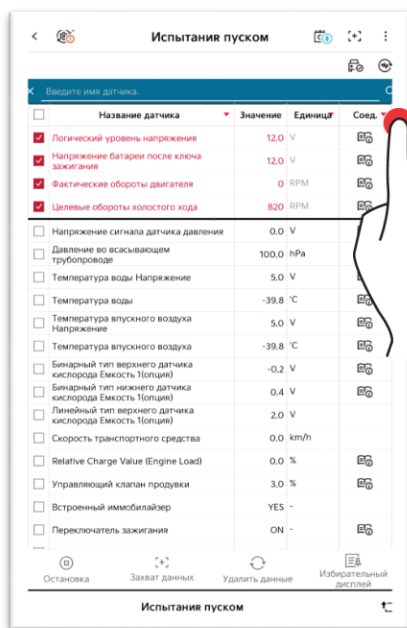 Испытания пуском
Введите имя датчика.
Название датчика Значение Единица Соед.
Логический уровень напряжения 12.0 V
Напряжение батареи после ключа
зажигания 12.0 V
Фактические обороты двигателя 0 RPM
Целевые обороты холостого хода 820 RPM
Напряжение сигнала датчика давления 0.0 V
Давление во всасывающем
трубопроводе 100.0 hPa
Температура воды Напряжение 5.0 V
Температура воды -39.8 °C
Температура впускного воздуха
Напряжение 5.0 V
Температура впускного воздуха -39.8 °C
Бинарный тип верхнего датчика
кислорода Емкость 1(опция) -0.2 V
Бинарный тип нижнего датчика
кислорода Емкость 1(опция) 0.4 V
Линейный тип верхнего датчика
кислорода Емкость 1(опция) 2.0 V
Скорость транспортного средства 0.0 km/h
Relative Charge Value (Engine Load) 0.0 %
Управляющий клапан продувки 3.0 %
Встроенный иммобилайзер YES -
Переключатель зажигания ON -
Остановка Захват данных Удалить данные Избирательный
дисплей
Испытания пуском